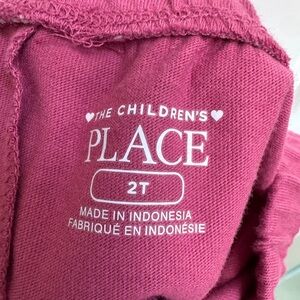 THE CHILDREN'S
PLACE
2T
MADE IN INDONESIA
FABRIQUÉ EN INDONÉSIE